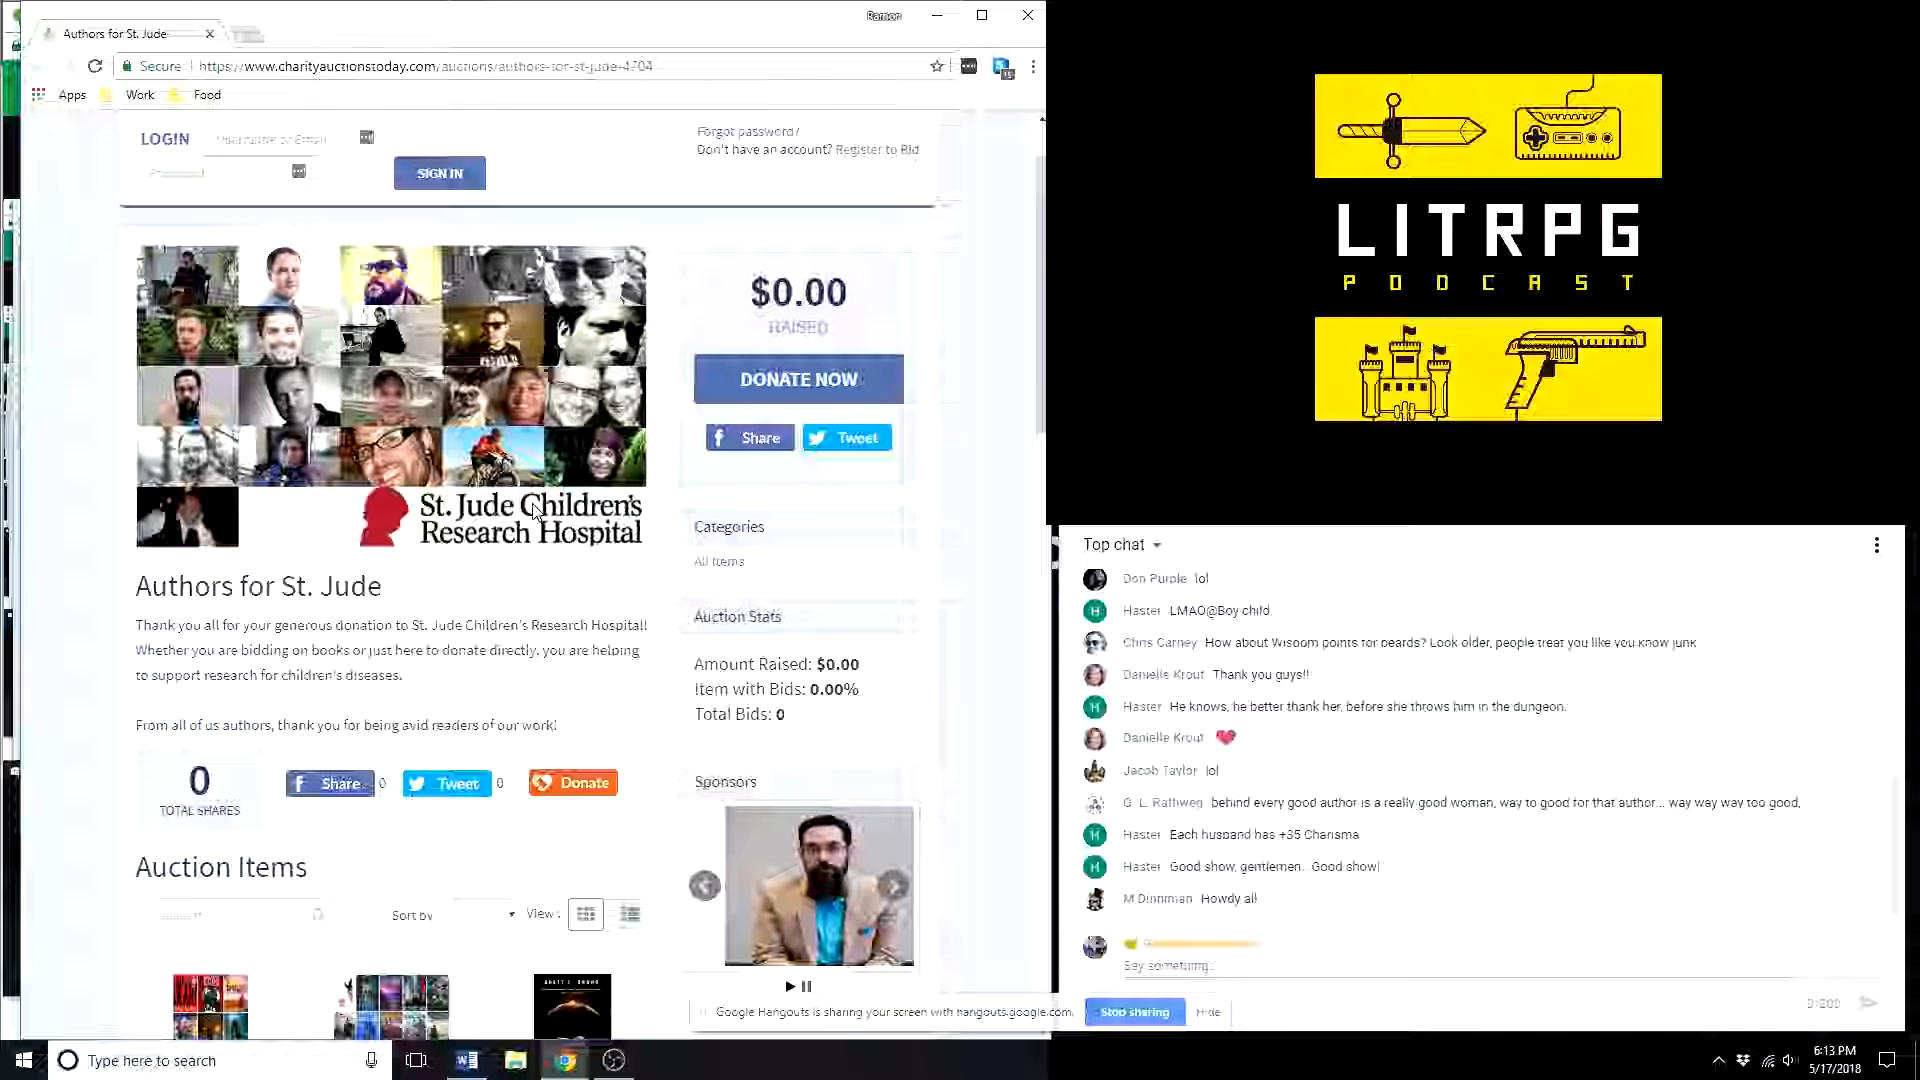 Authors for St. Jude
Ramon
Secure
https://www.charityauctionstoday.com/auctions/authors-for-st-jude-4704
Apps
Work
Food
LOGIN
Forgot password /
Don't have an account? Register to Bid
SIGN IN
$0.00
RAISED
DONATE NOW
Share
Tweet
St. Jude Children's
Research Hospital
Categories
All Items
Authors for St. Jude
Thank you all for your generous donation to St. Jude Children's Research Hospital!
Whether you are bidding on books or just here to donate directly, you are helping
to support research for children's diseases.
From all of us authors, thank you for being avid readers of our work!
Auction Stats
Amount Raised: $0.00
Item with Bids: 0.00%
Total Bids: 0
0
TOTAL SHARES
Share 0
Tweet 0
Donate
Sponsors
Auction Items
Sort by
View :
Google Hangouts is sharing your screen with hangouts.google.com.
Stop sharing
Hide
LITRPG
PODCAST
Top chat
Don Purple lol
Haster LMAO@Boy child
Chris Carney How about Wisdom points for beards? Look older, people treat you like you know junk
Danielle Krout Thank you guys!!
Haster He knows, he better thank her, before she throws him in the dungeon.
Danielle Krout
Jacob Taylor lol
G. L. Rathweg behind every good author is a really good woman, way to good for that author... way way way too good,
Haster Each husband has +35 Charisma
Haster Good show, gentlemen. Good show!
M Dinniman Howdy all
Say something...
0/200
Type here to search
6:13 PM
5/17/2018